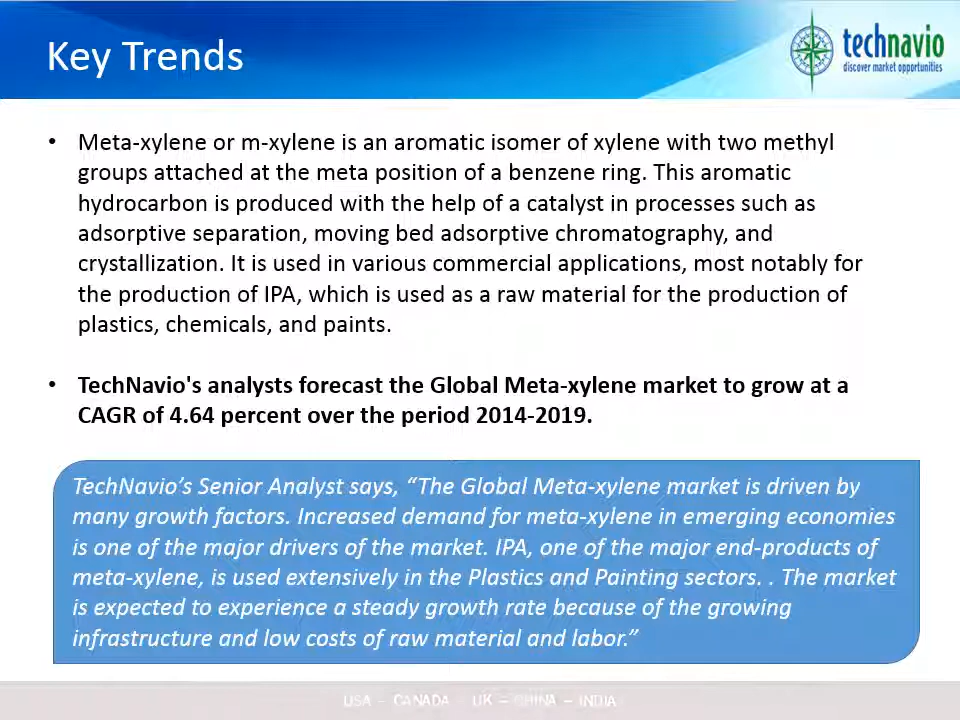 Key Trends
technavio
discover market opportunities
• Meta-xylene or m-xylene is an aromatic isomer of xylene with two methyl
groups attached at the meta position of a benzene ring. This aromatic
hydrocarbon is produced with the help of a catalyst in processes such as
adsorptive separation, moving bed adsorptive chromatography, and
crystallization. It is used in various commercial applications, most notably for
the production of IPA, which is used as a raw material for the production of
plastics, chemicals, and paints.
• TechNavio's analysts forecast the Global Meta-xylene market to grow at a
CAGR of 4.64 percent over the period 2014-2019.
TechNavio’s Senior Analyst says, “The Global Meta-xylene market is driven by
many growth factors. Increased demand for meta-xylene in emerging economies
is one of the major drivers of the market. IPA, one of the major end-products of
meta-xylene, is used extensively in the Plastics and Painting sectors. . The market
is expected to experience a steady growth rate because of the growing
infrastructure and low costs of raw material and labor.”
USA – CANADA – UK – CHINA – INDIA